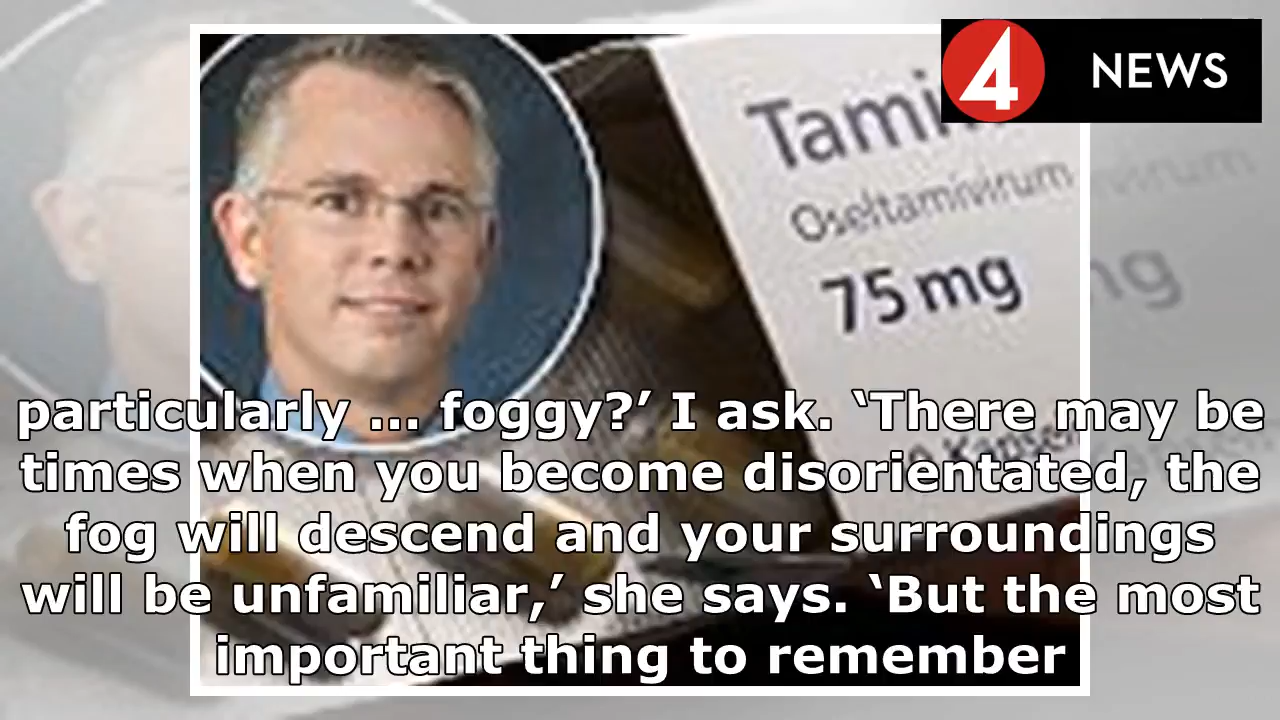 4 NEWS
Tami
Oseltamivirum
75 mg
particularly ... foggy?’ I ask. ‘There may be
times when you become disorientated, the
fog will descend and your surroundings
will be unfamiliar,’ she says. ‘But the most
important thing to remember